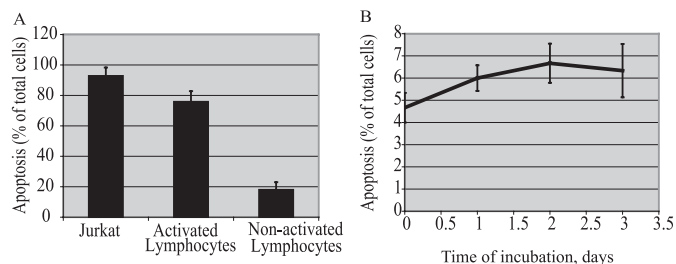 A
Apoptosis (% of total cells)
120
100
80
60
40
20
0
Jurkat
Activated
Lymphocytes
Non-activated
Lymphocytes
B
Apoptosis (% of total cells)
8
7
6
5
4
3
2
1
0
0 0.5 1 1.5 2 2.5 3 3.5
Time of incubation, days